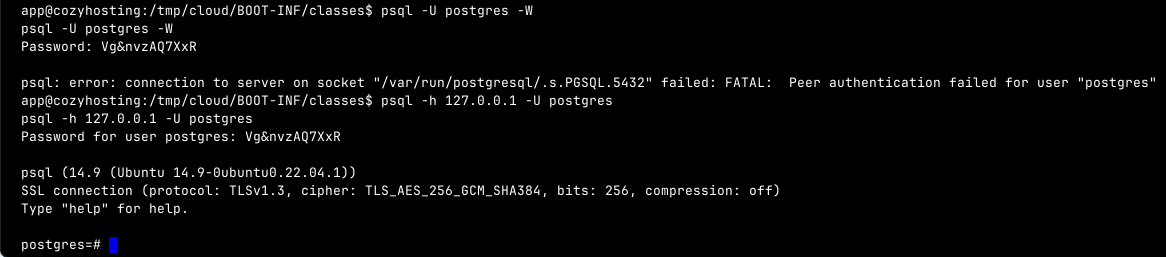 app@cozyhosting:/tmp/cloud/BOOT-INF/classes$ psql -U postgres -W
psql -U postgres -W
Password: Vg&nvzAQ7XxR
psql: error: connection to server on socket "/var/run/postgresql/.s.PGSQL.5432" failed: FATAL:  Peer authentication failed for user "postgres"
app@cozyhosting:/tmp/cloud/BOOT-INF/classes$ psql -h 127.0.0.1 -U postgres
psql -h 127.0.0.1 -U postgres
Password for user postgres: Vg&nvzAQ7XxR
psql (14.9 (Ubuntu 14.9-0ubuntu0.22.04.1))
SSL connection (protocol: TLSv1.3, cipher: TLS_AES_256_GCM_SHA384, bits: 256, compression: off)
Type "help" for help.
postgres=#